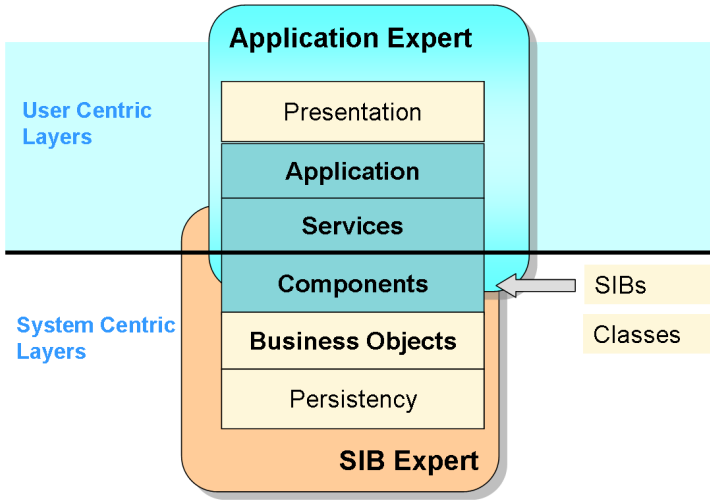 Application Expert
User Centric
Layers
Presentation
Application
Services
Components
SIBs
System Centric
Layers
Classes
Business Objects
Persistency
SIB Expert